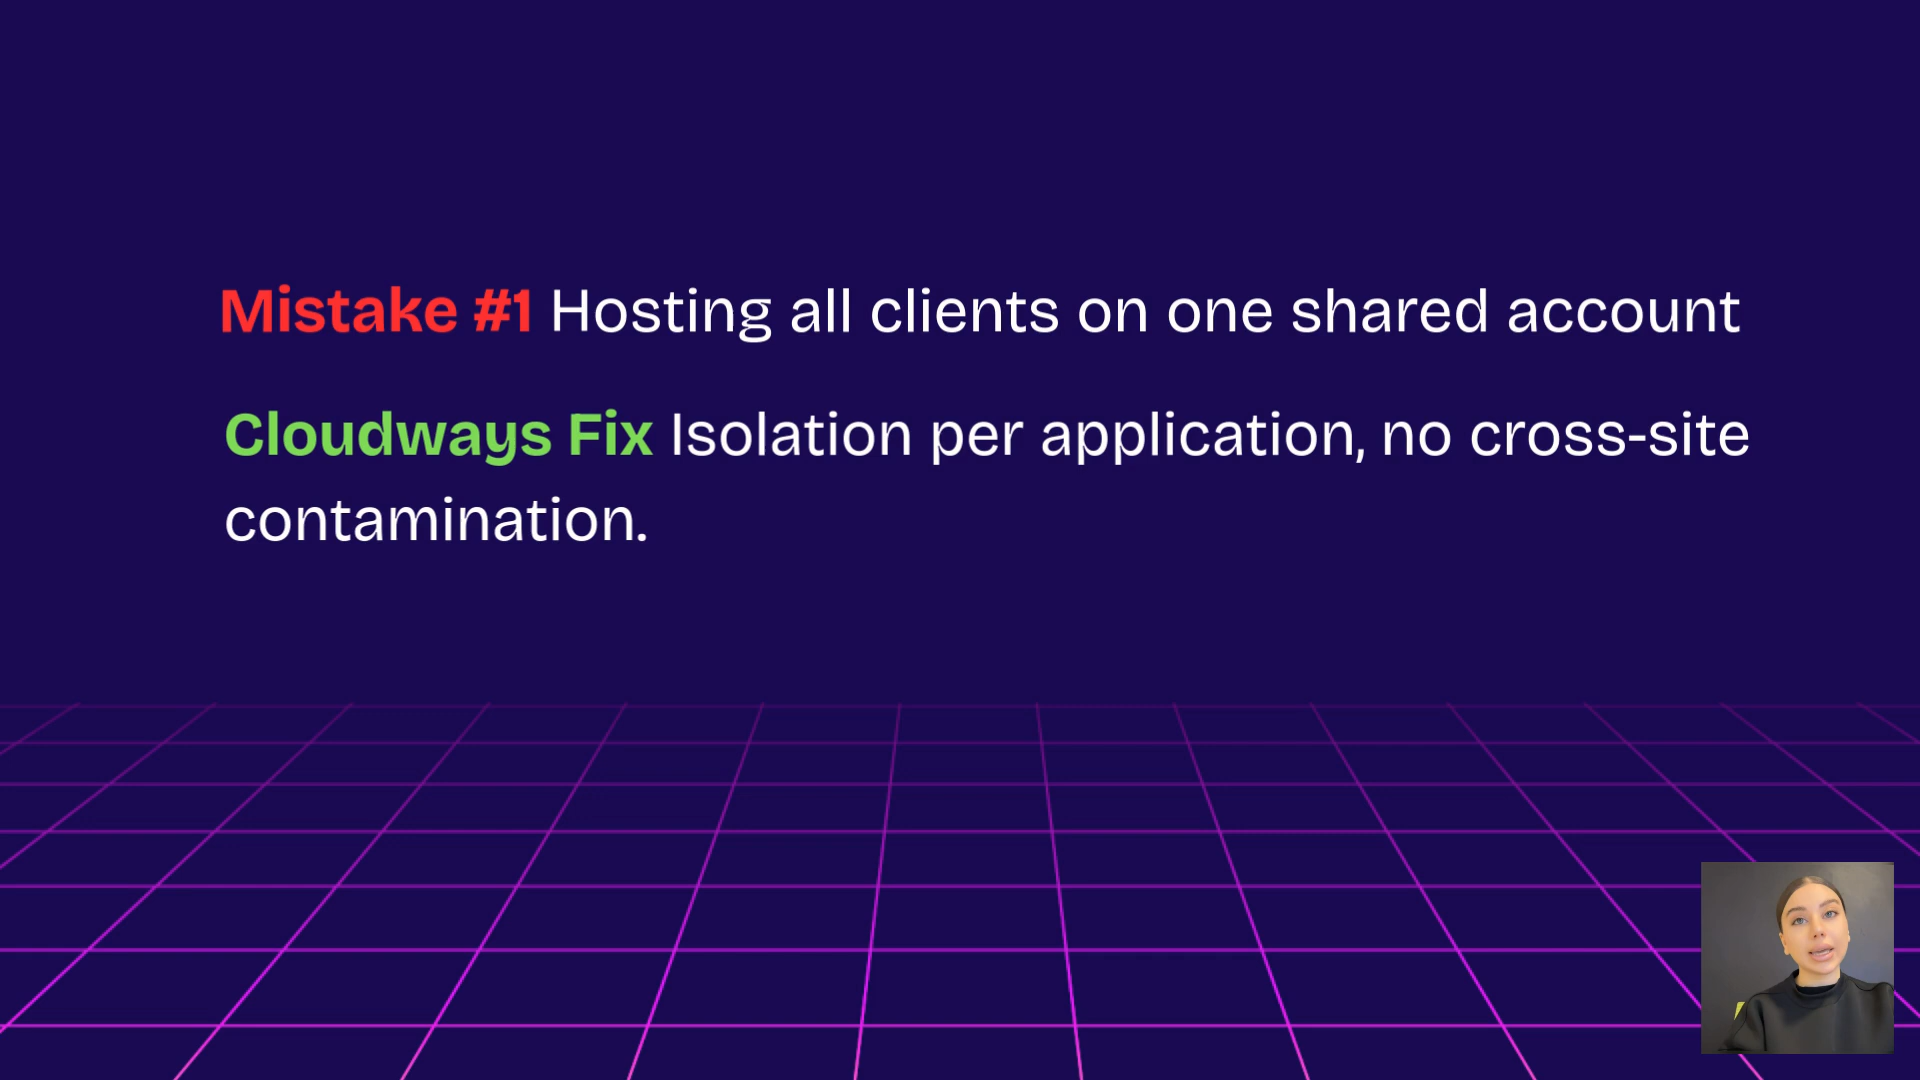 Mistake #1 Hosting all clients on one shared account
Cloudways Fix Isolation per application, no cross-site
contamination.